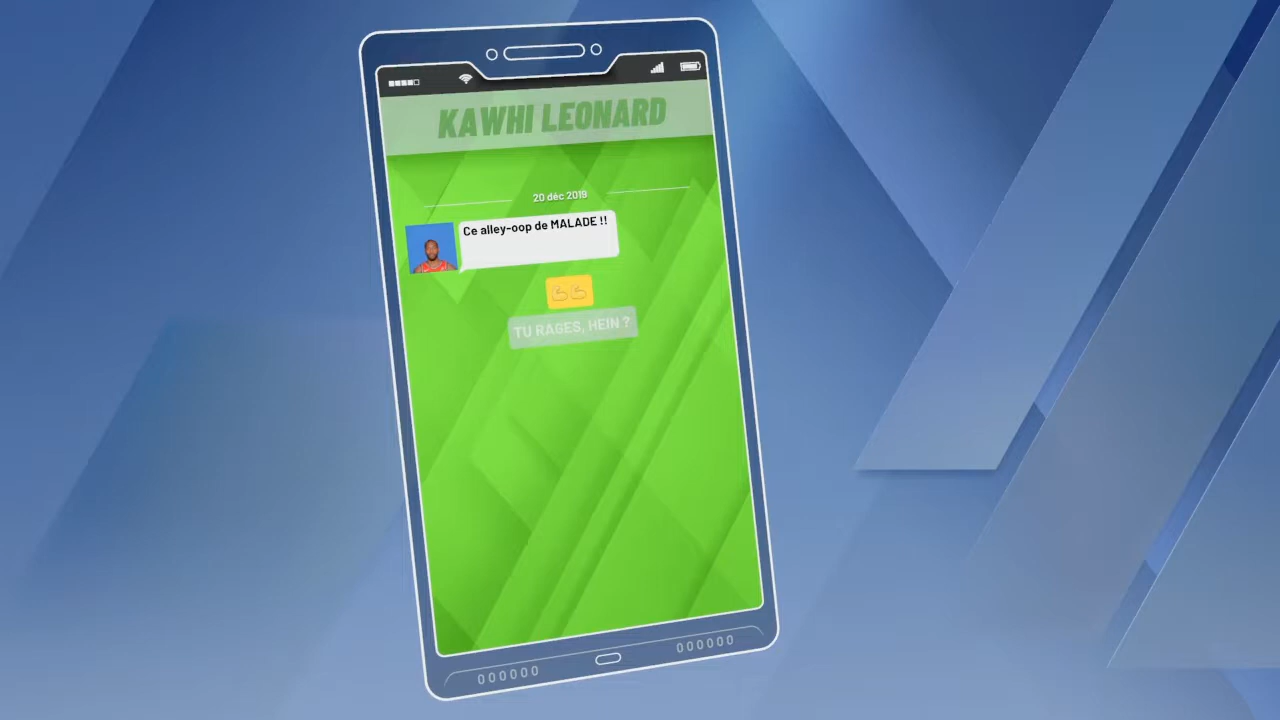 KAWHI LEONARD
20 déc 2019
Ce alley-oop de MALADE !!
TU RAGES, HEIN ?